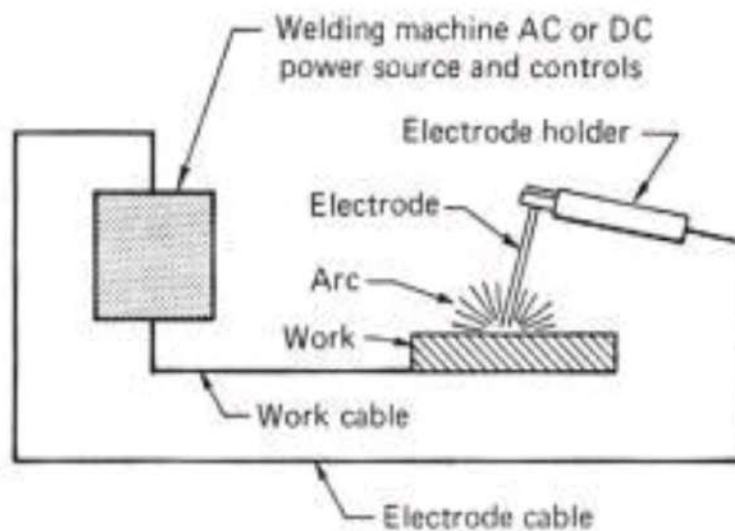 Welding machine AC or DC
power source and controls
Electrode holder
Electrode
Arc
Work
Work cable
Electrode cable